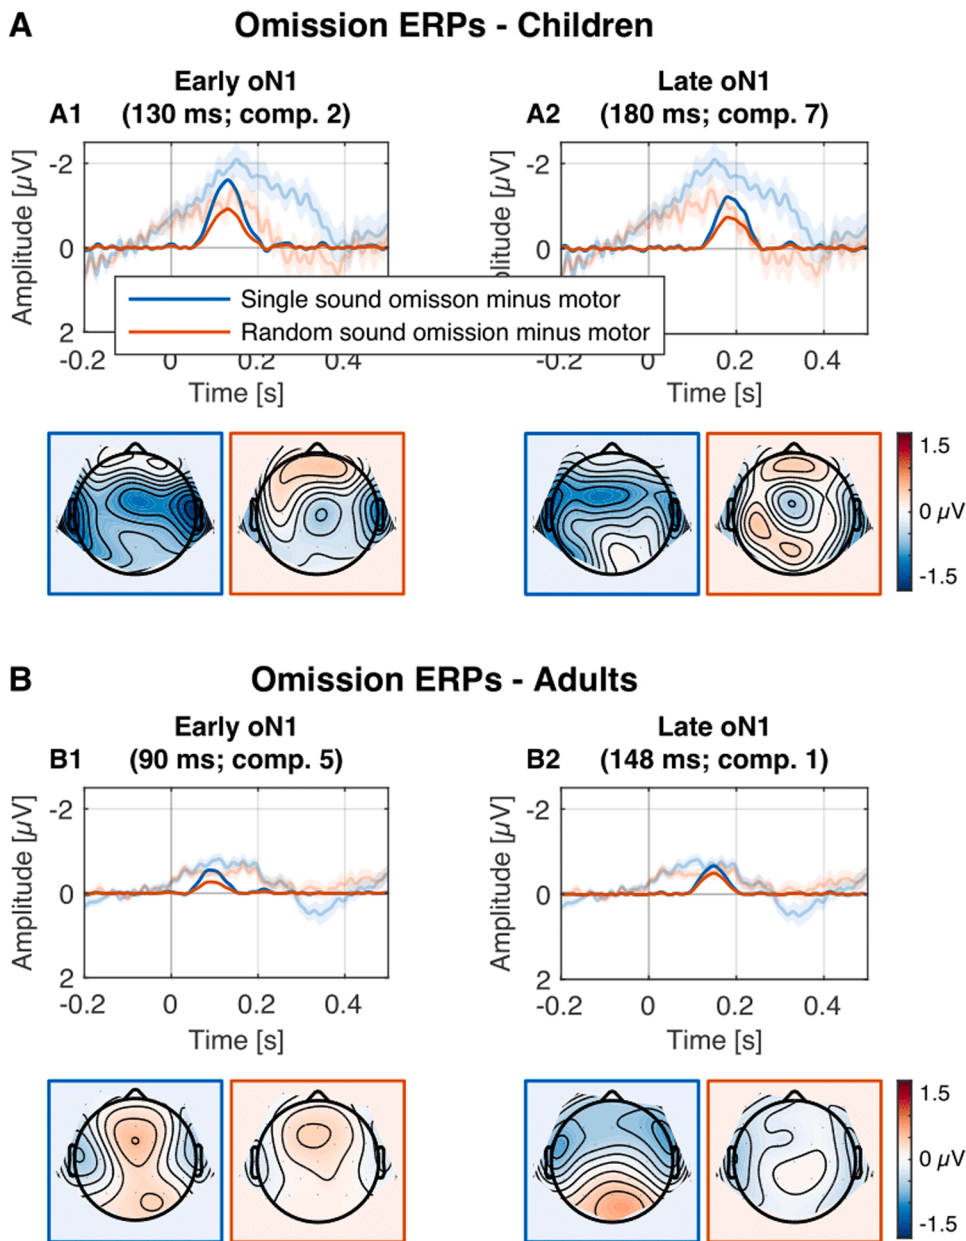 A Omission ERPs - Children
Early oN1
A1 (130 ms; comp. 2)
Late oN1
A2 (180 ms; comp. 7)
Amplitude [µV]
-2
0
2
-0.2 0 0.2 0.4
Time [s]
plitude [µV]
-2
0
-0.2 0 0.2 0.4
Time [s]
Single sound omisson minus motor
Random sound omission minus motor
1.5
0 µV
-1.5
B Omission ERPs - Adults
Early oN1
B1 (90 ms; comp. 5)
Late oN1
B2 (148 ms; comp. 1)
Amplitude [µV]
-2
0
2
-0.2 0 0.2 0.4
Time [s]
Amplitude [µV]
-2
0
2
-0.2 0 0.2 0.4
Time [s]
1.5
0 µV
-1.5